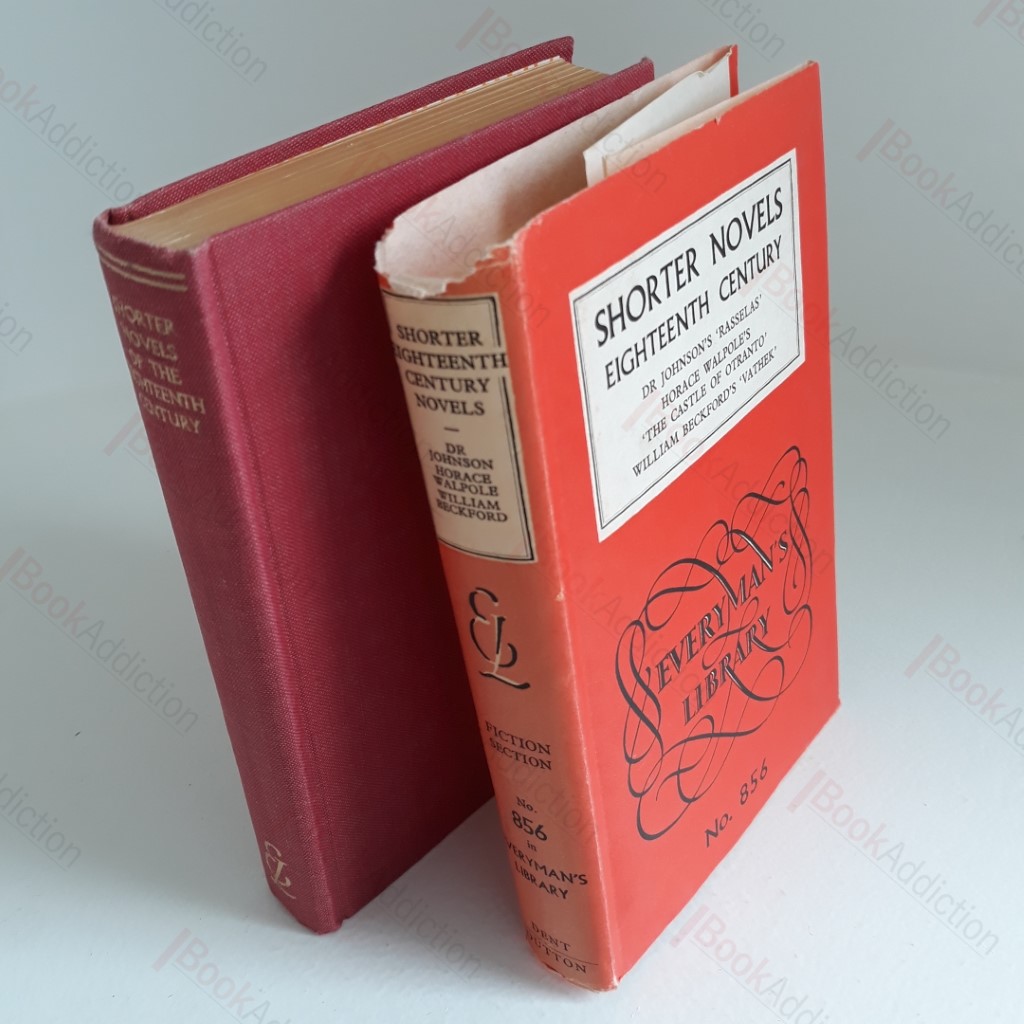 SHORTER
NOVELS
OF THE
EIGHTEENTH
CENTURY
EL
SHORTER
EIGHTEENTH
CENTURY
NOVELS
DR
JOHNSON
HORACE
WALPOLE
WILLIAM
BECKFORD
EL
FICTION
SECTION
No.
856
in
EVERYMAN'S
LIBRARY
DENT
DUTTON
SHORTER NOVELS
EIGHTEENTH CENTURY
DR JOHNSON'S 'RASSELAS'
HORACE WALPOLE'S
'THE CASTLE OF OTRANTO'
WILLIAM BECKFORD'S 'VATHEK'
EVERYMAN'S
LIBRARY
No. 856
BookAddiction